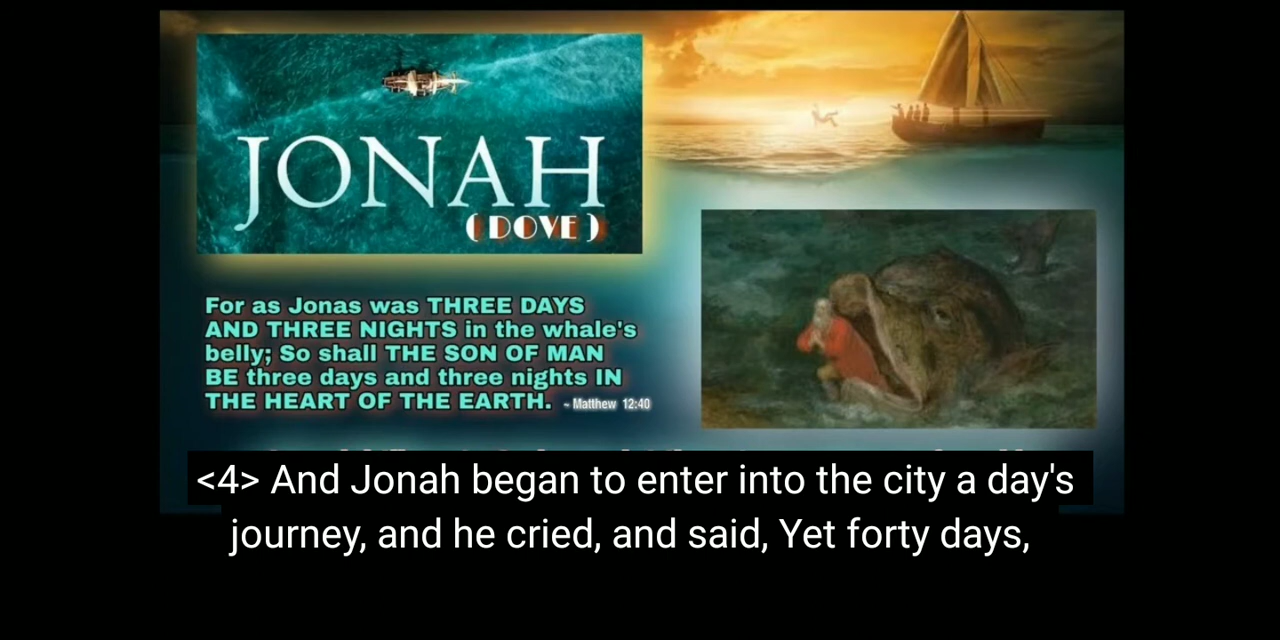 JONAH
( DOVE )
For as Jonas was THREE DAYS
AND THREE NIGHTS in the whale's
belly; So shall THE SON OF MAN
BE three days and three nights IN
THE HEART OF THE EARTH. ~ Matthew 12:40
<4> And Jonah began to enter into the city a day's
journey, and he cried, and said, Yet forty days,